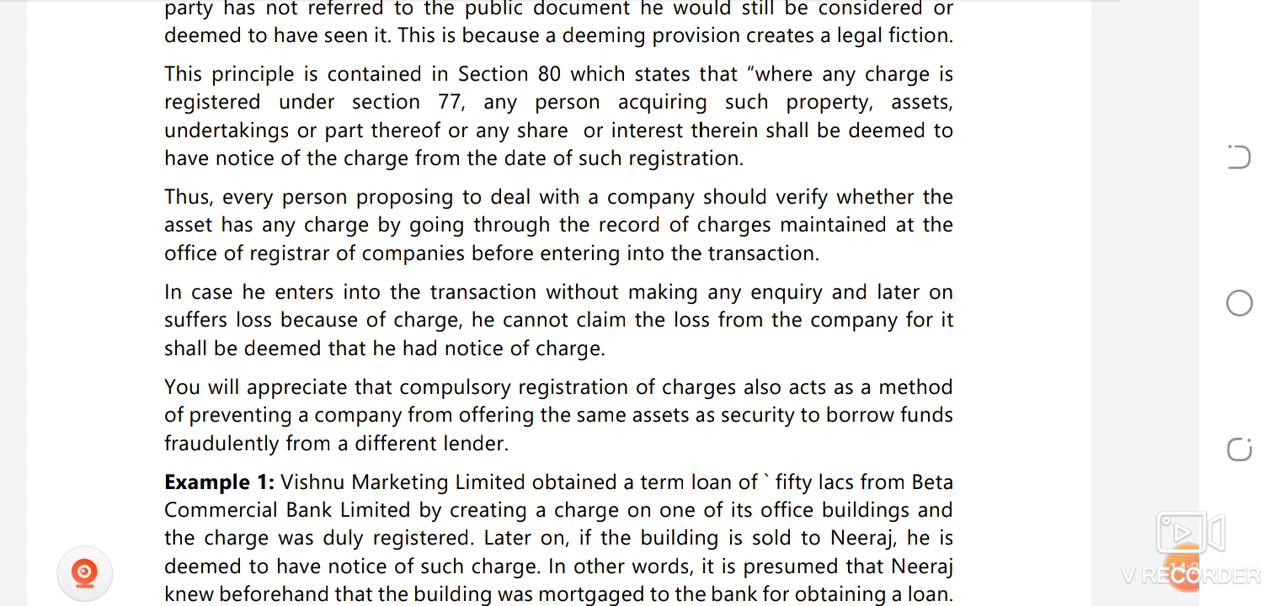 party has not referred to the public document he would still be considered or
deemed to have seen it. This is because a deeming provision creates a legal fiction.
This principle is contained in Section 80 which states that “where any charge is
registered under section 77, any person acquiring such property, assets,
undertakings or part thereof or any share or interest therein shall be deemed to
have notice of the charge from the date of such registration.
Thus, every person proposing to deal with a company should verify whether the
asset has any charge by going through the record of charges maintained at the
office of registrar of companies before entering into the transaction.
In case he enters into the transaction without making any enquiry and later on
suffers loss because of charge, he cannot claim the loss from the company for it
shall be deemed that he had notice of charge.
You will appreciate that compulsory registration of charges also acts as a method
of preventing a company from offering the same assets as security to borrow funds
fraudulently from a different lender.
Example 1: Vishnu Marketing Limited obtained a term loan of ` fifty lacs from Beta
Commercial Bank Limited by creating a charge on one of its office buildings and
the charge was duly registered. Later on, if the building is sold to Neeraj, he is
deemed to have notice of such charge. In other words, it is presumed that Neeraj
knew beforehand that the building was mortgaged to the bank for obtaining a loan.
V RECORDER